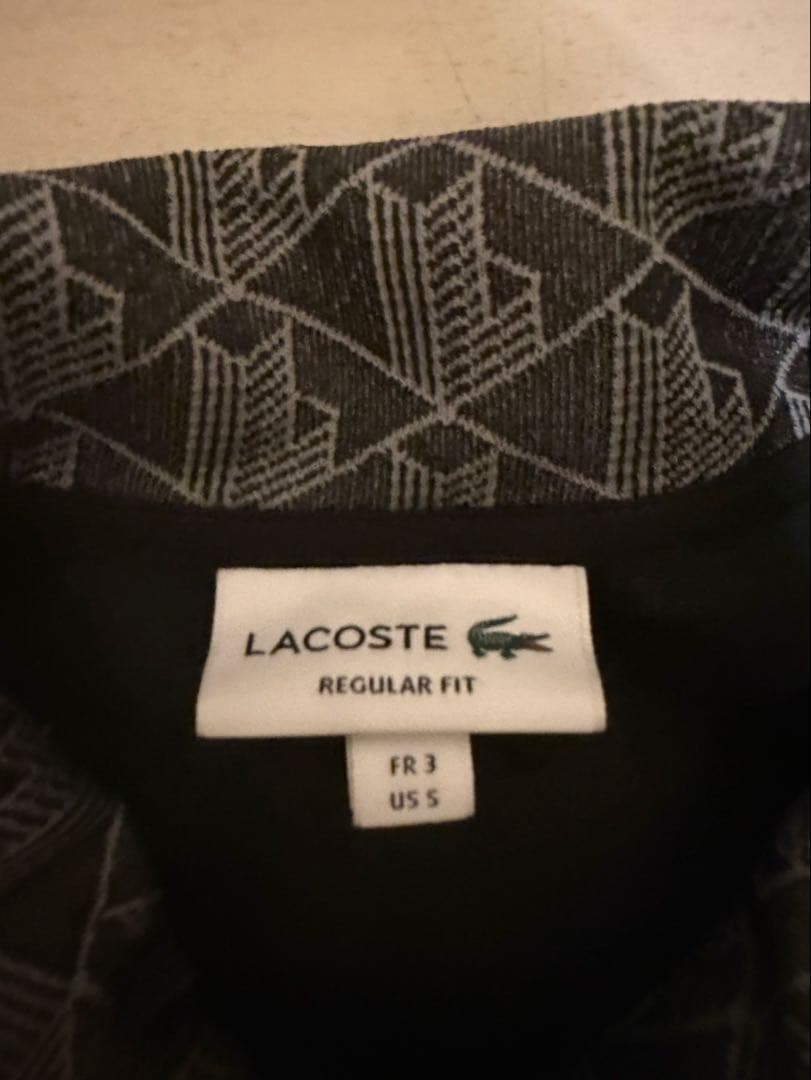 LACOSTE
REGULAR FIT
FR 3
US S